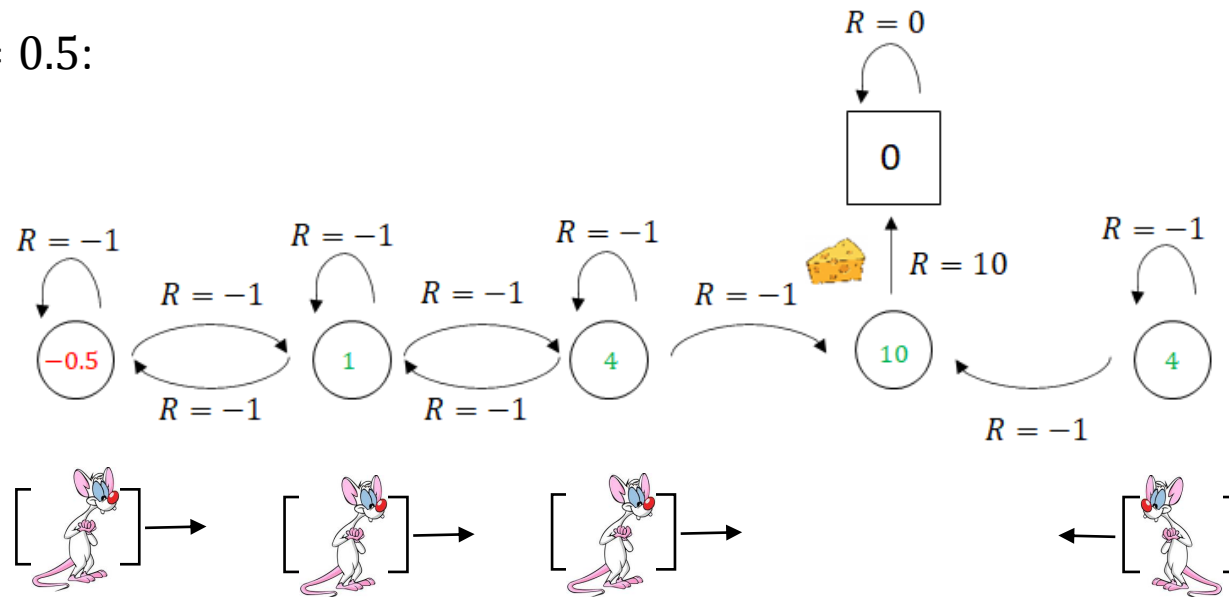 = 0.5:
R = 0
0
R = −1
R = −1
R = −1
R = −1
R = −1
R = −1
R = −1
R = 10
−0.5
1
4
10
4
R = −1
R = −1
R = −1